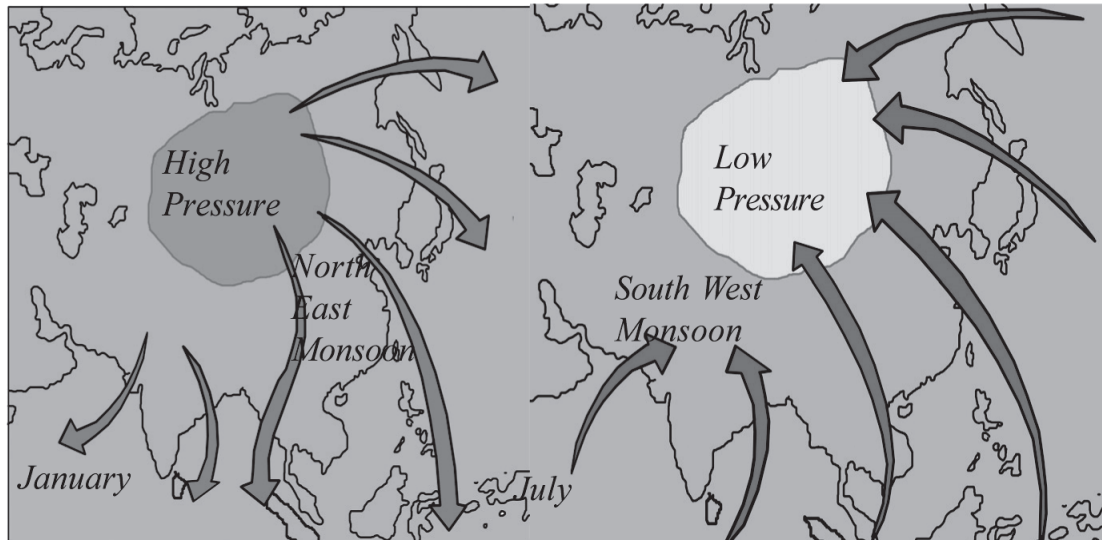 High
Pressure
North
East
Monsoon
January
Low
Pressure
South West
Monsoon
July